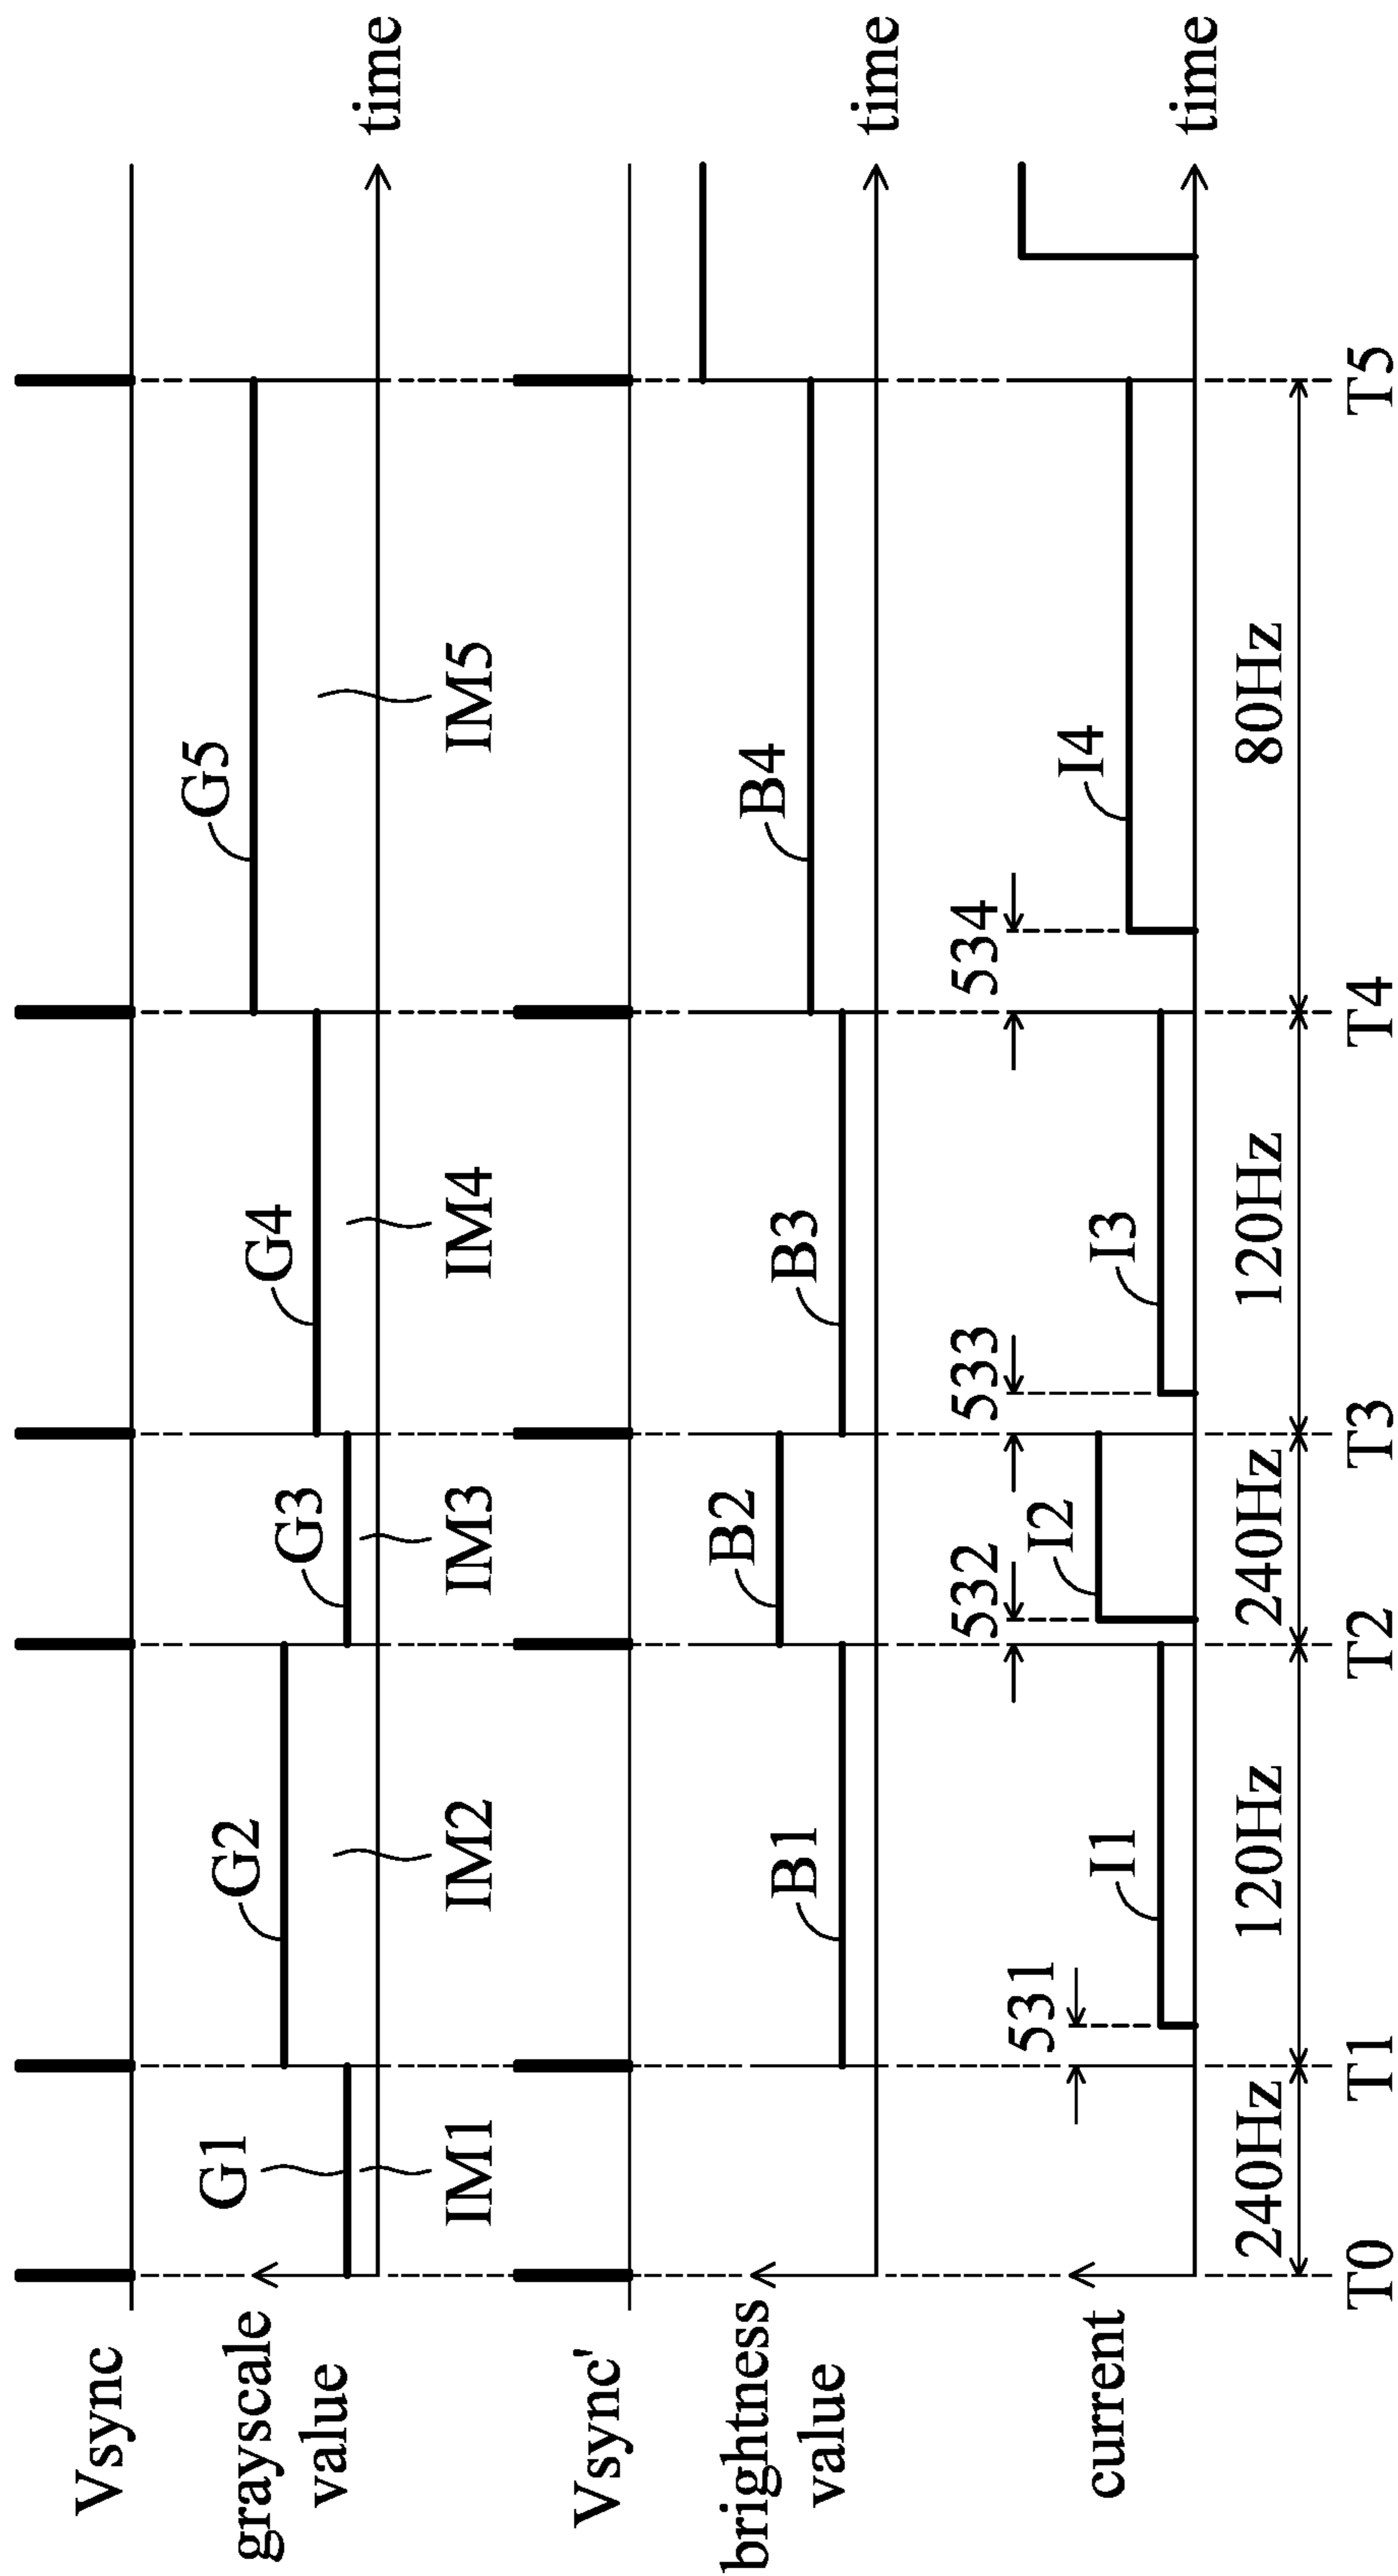 Vsync
grayscale
value
G1
G2
G3
G4
G5
time
IM1
IM2
IM3
IM4
IM5
Vsync'
brightness
value
B1
B2
B3
B4
time
current
531
I1
532
I2
533
I3
534
I4
time
240Hz
120Hz
240Hz
120Hz
80Hz
T0
T1
T2
T3
T4
T5